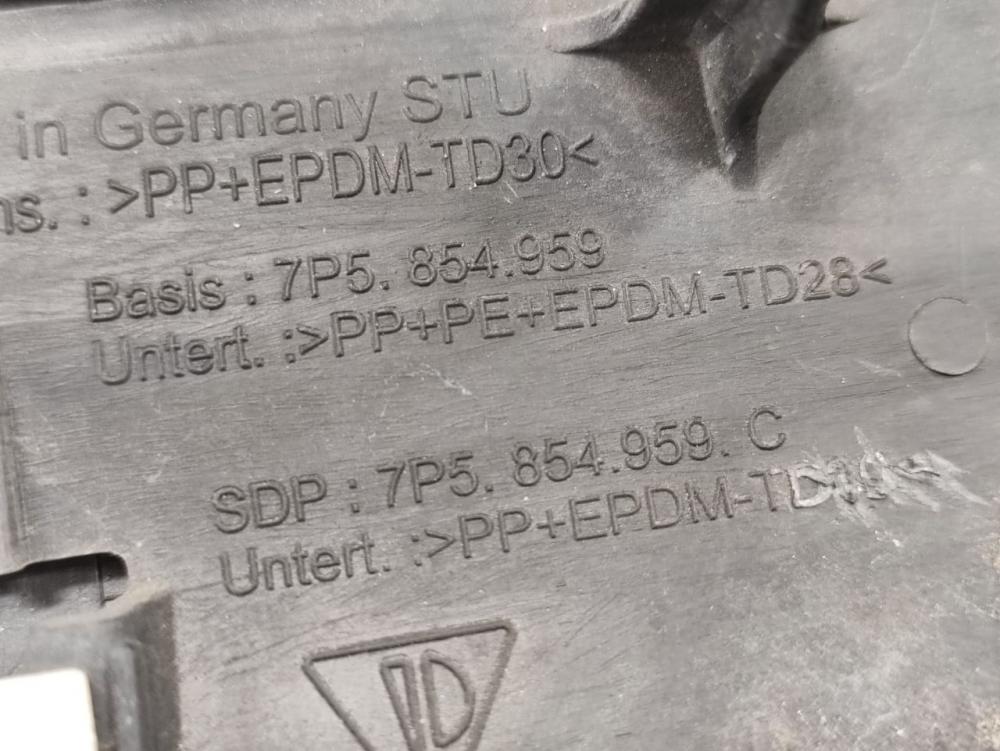 in Germany STU
ns. : >PP+EPDM-TD30<
Basis : 7P5. 854.959
Untert. :>PP+PE+EPDM-TD28<
SDP : 7P5. 854.959. C
Untert. :>PP+EPDM-TD30<